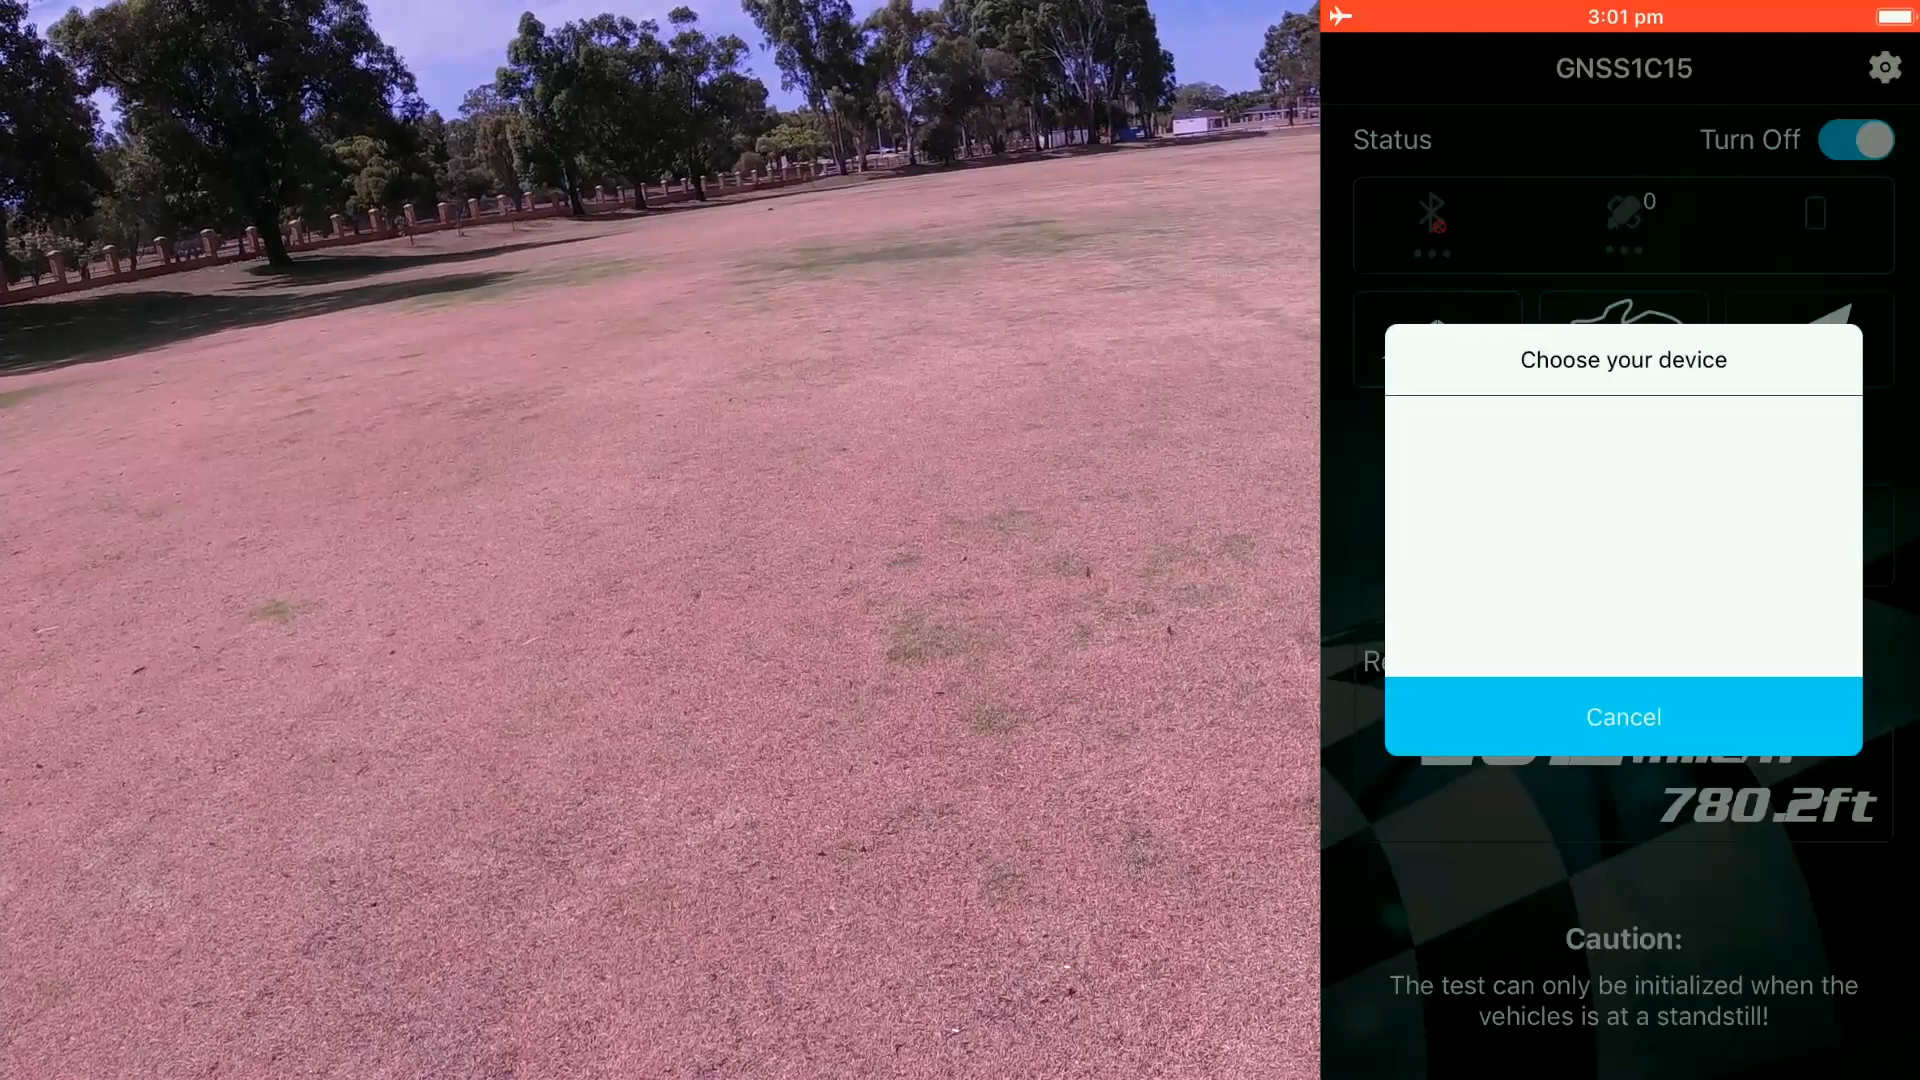 3:01 pm
GNSS1C15
Status
Turn Off
0
Choose your device
Cancel
780.2ft
Caution:
The test can only be initialized when the
vehicles is at a standstill!